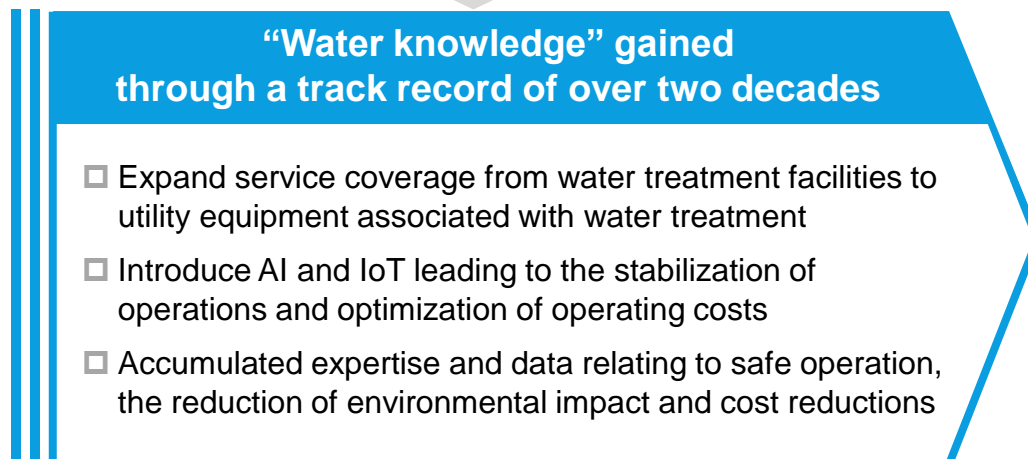 “Water knowledge” gained
through a track record of over two decades
Expand service coverage from water treatment facilities to
utility equipment associated with water treatment
Introduce AI and IoT leading to the stabilization of
operations and optimization of operating costs
Accumulated expertise and data relating to safe operation,
the reduction of environmental impact and cost reductions